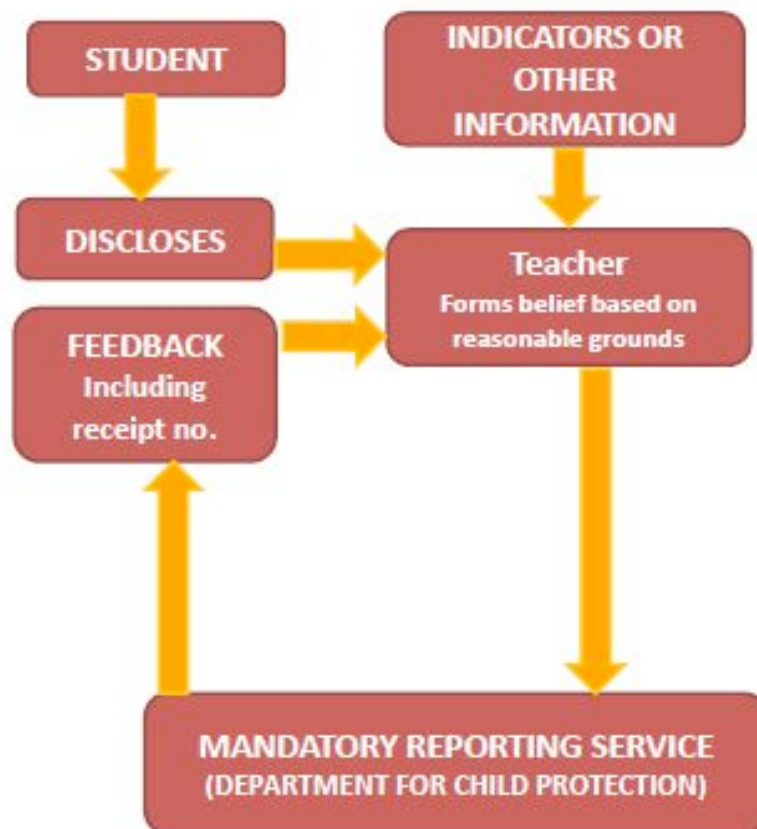 STUDENT
INDICATORS OR
OTHER
INFORMATION
DISCLOSES
Teacher
Forms belief based on
reasonable grounds
FEEDBACK
Including
receipt no.
MANDATORY REPORTING SERVICE
(DEPARTMENT FOR CHILD PROTECTION)